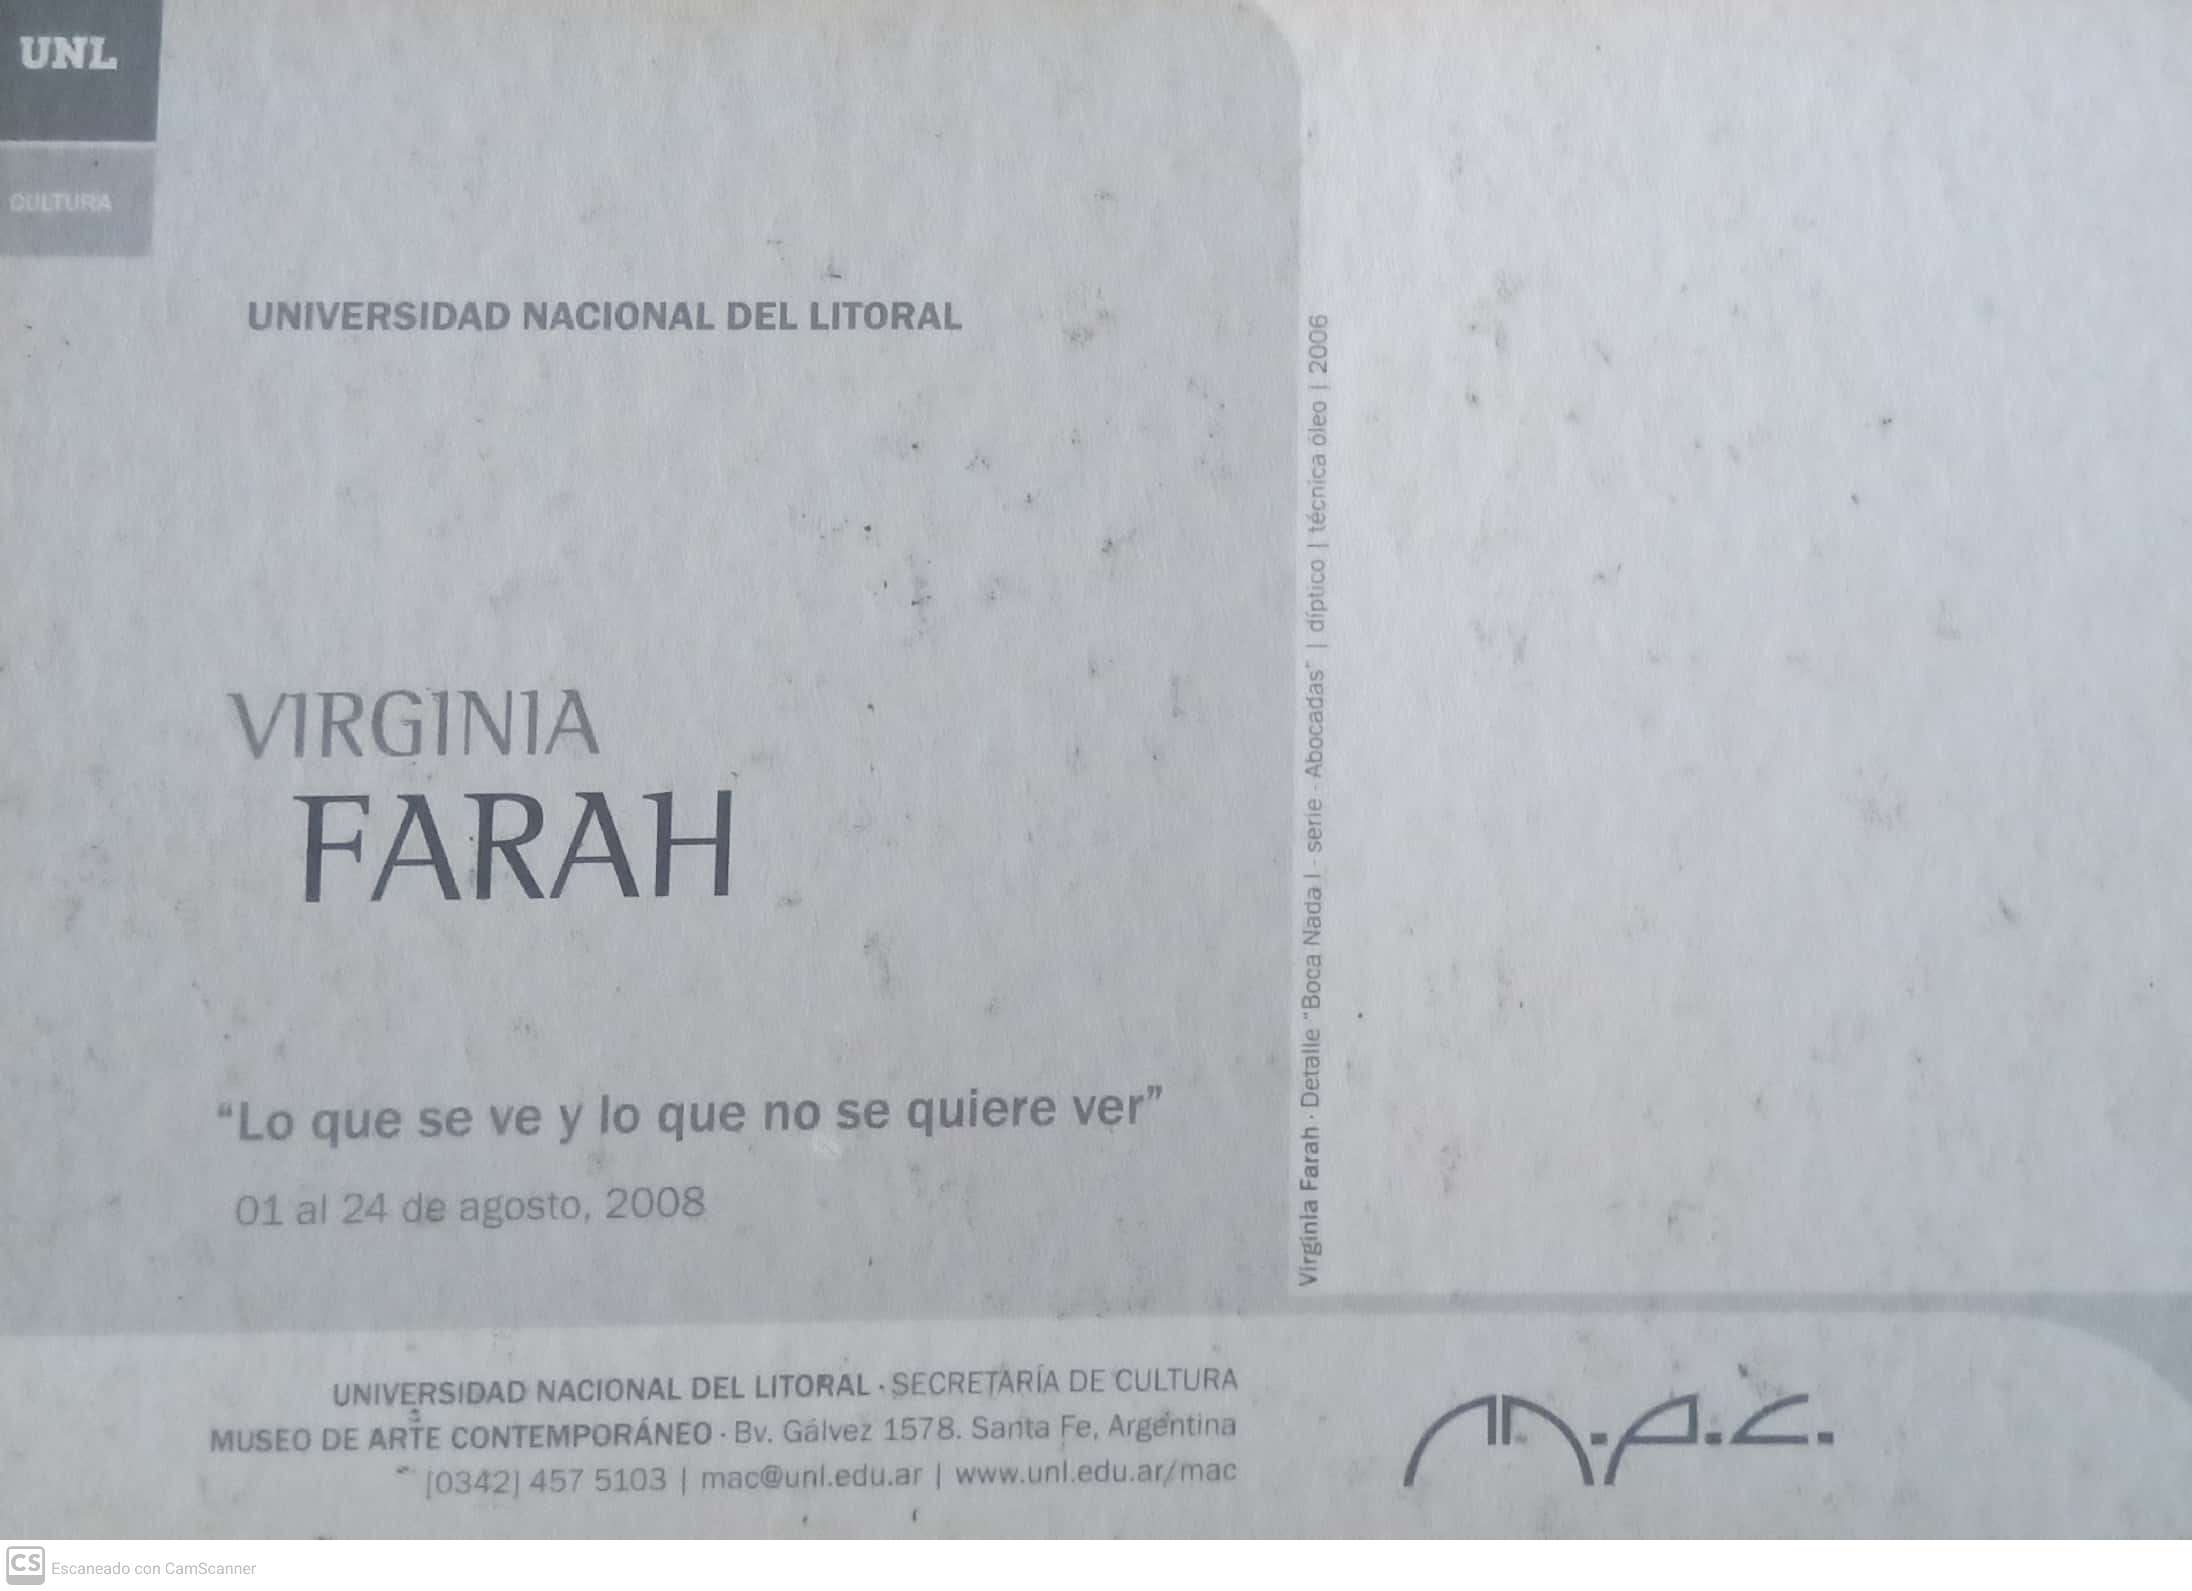 UNL
CULTURA
UNIVERSIDAD NACIONAL DEL LITORAL
VIRGINIA
FARAH
“Lo que se ve y lo que no se quiere ver”
01 al 24 de agosto, 2008
Virginia Farah · Detalle “Boca Nada I - serie - Abocadas” | díptico | técnica óleo | 2006
UNIVERSIDAD NACIONAL DEL LITORAL · SECRETARÍA DE CULTURA
MUSEO DE ARTE CONTEMPORÁNEO · Bv. Gálvez 1578. Santa Fe, Argentina
[0342] 457 5103 | mac@unl.edu.ar | www.unl.edu.ar/mac
M.A.C.
CS Escaneado con CamScanner